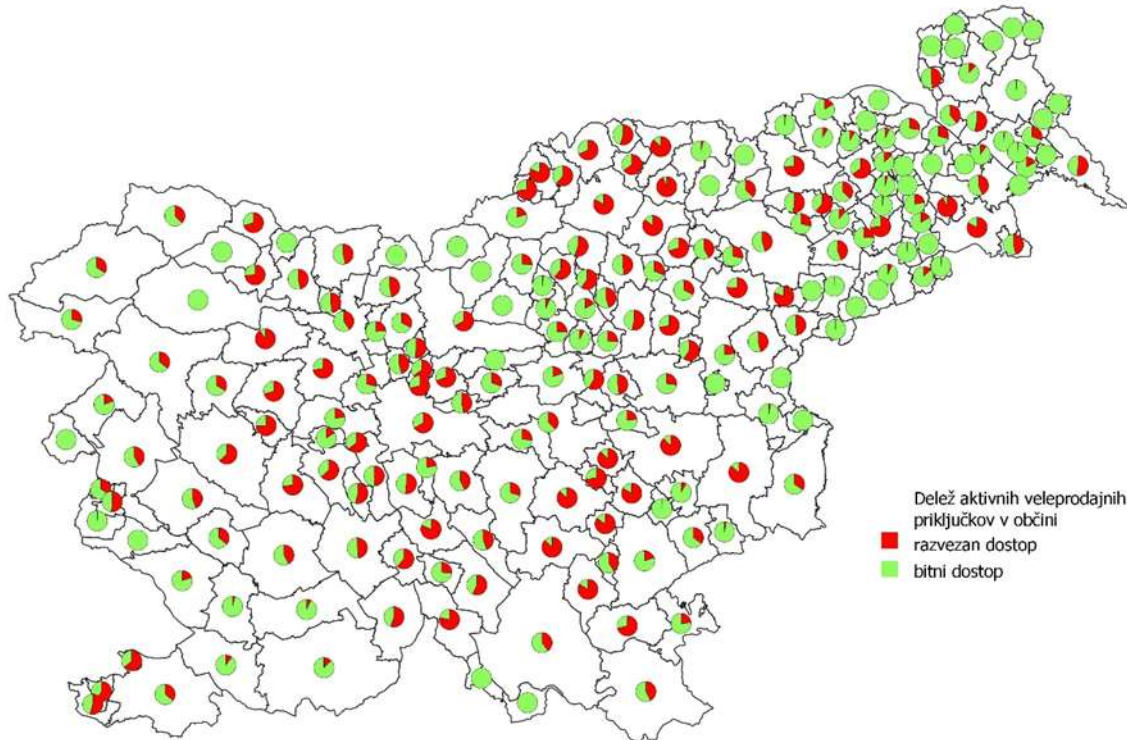 Delež aktivnih veleprodajnih
priključkov v občini
razvezan dostop
bitni dostop